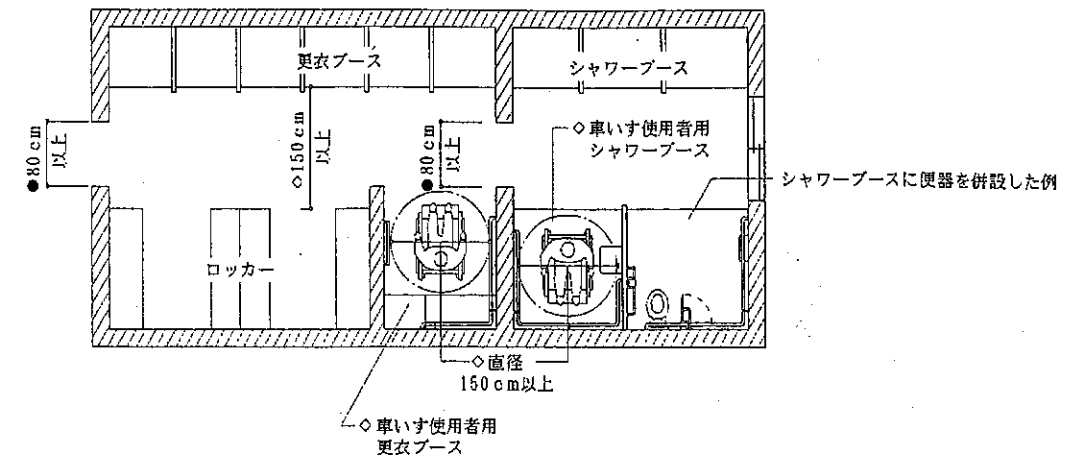 更衣ブース
シャワーブース
●80cm
以上
◇150cm
以上
●80cm
以上
◇車いす使用者用
シャワーブース
シャワーブースに便器を併設した例
ロッカー
◇直径
150cm以上
◇車いす使用者用
更衣ブース